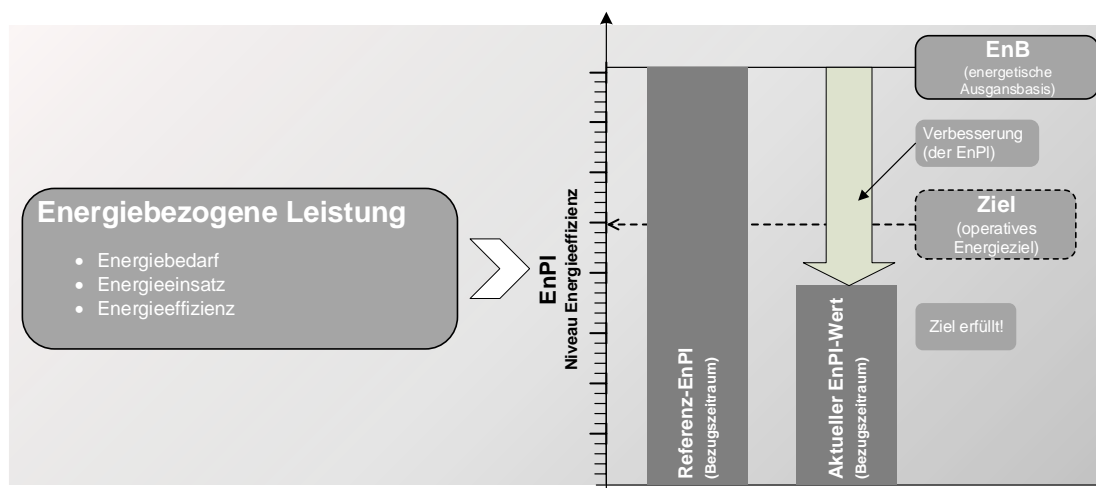 Energiebezogene Leistung
• Energiebedarf
• Energieeinsatz
• Energieeffizienz
EnPI
Niveau Energieeffizienz
Referenz-EnPI
(Bezugszeitraum)
Aktueller EnPI-Wert
(Bezugszeitraum)
EnB
(energetische
Ausgansbasis)
Verbesserung
(der EnPI)
Ziel
(operatives
Energieziel)
Ziel erfüllt!